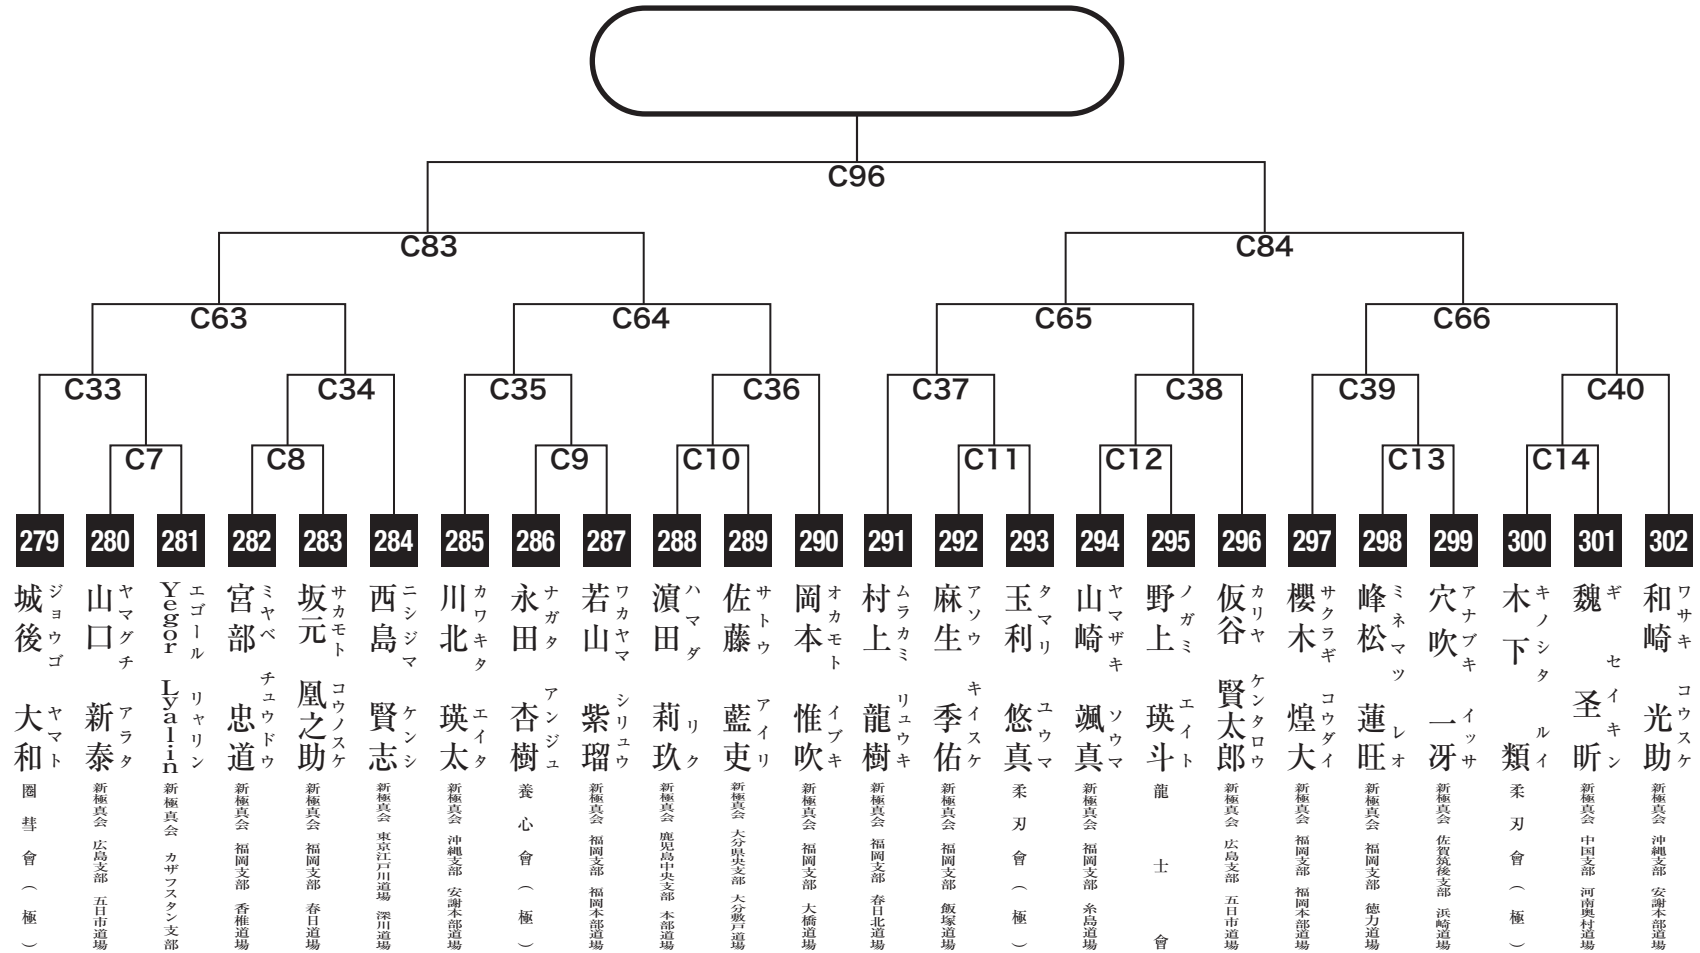 C96
C83
C84
C63
C64
C65
C66
C33
C34
C35
C36
C37
C38
C39
C40
C7
C8
C9
C10
C11
C12
C13
C14
279
280
281
282
283
284
285
286
287
288
289
290
291
292
293
294
295
296
297
298
299
300
301
302
城後 大和
ジョウゴ ヤマト
圏彗會(極)
山口 新泰
ヤマグチ アラタ
新極真会 広島支部 五日市道場
Yegor Lyalin
エゴール リャリン
新極真会 カザフスタン支部
宮部 忠道
ミヤベ チュウドウ
新極真会 福岡支部 香椎道場
坂元 凰之助
サカモト コウノスケ
新極真会 福岡支部 春日道場
西島 賢志
ニシジマ ケンシ
新極真会 東京江戸川道場 深川道場
川北 瑛太
カワキタ エイタ
新極真会 沖縄支部 安謝本部道場
永田 杏樹
ナガタ アンジュ
養心會(極)
若山 紫瑠
ワカヤマ シリュウ
新極真会 福岡支部 福岡本部道場
濵田 莉玖
ハマダ リク
新極真会 鹿児島中央支部 本部道場
佐藤 藍吏
サトウ アイリ
新極真会 大分県央支部 大分敷戸道場
岡本 惟吹
オカモト イブキ
新極真会 福岡支部 大橋道場
村上 龍樹
ムラカミ リュウキ
新極真会 福岡支部 春日北道場
麻生 季佑
アソウ キイスケ
新極真会 福岡支部 飯塚道場
玉利 悠真
タマリ ユウマ
柔刃會(極)
山崎 颯真
ヤマザキ ソウマ
新極真会 福岡支部 糸島道場
野上 瑛斗
ノガミ エイト
龍士會
仮谷 賢太郎
カリヤ ケンタロウ
新極真会 広島支部 五日市道場
櫻木 煌大
サクラギ コウダイ
新極真会 福岡支部 福岡本部道場
峰松 蓮旺
ミネマツ レオ
新極真会 福岡支部 徳力道場
穴吹 一冴
アナブキ イッサ
新極真会 佐賀筑後支部 浜崎道場
木下 類
キノシタ ルイ
柔刃會(極)
魏 圣昕
ギ セイキン
新極真会 中国支部 河南奥村道場
和崎 光助
ワサキ コウスケ
新極真会 沖縄支部 安謝本部道場